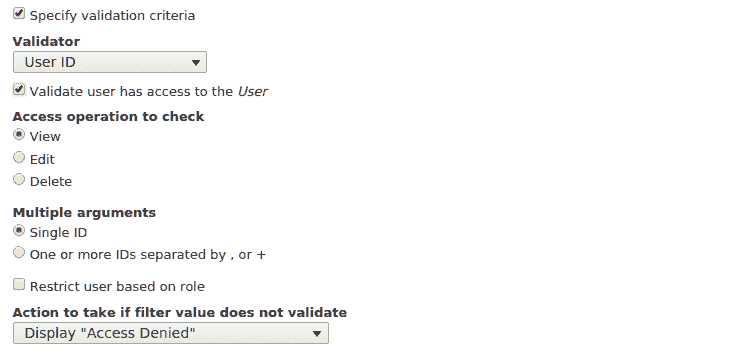 Specify validation criteria
Validator
User ID
Validate user has access to the User
Access operation to check
View
Edit
Delete
Multiple arguments
Single ID
One or more IDs separated by , or +
Restrict user based on role
Action to take if filter value does not validate
Display "Access Denied"